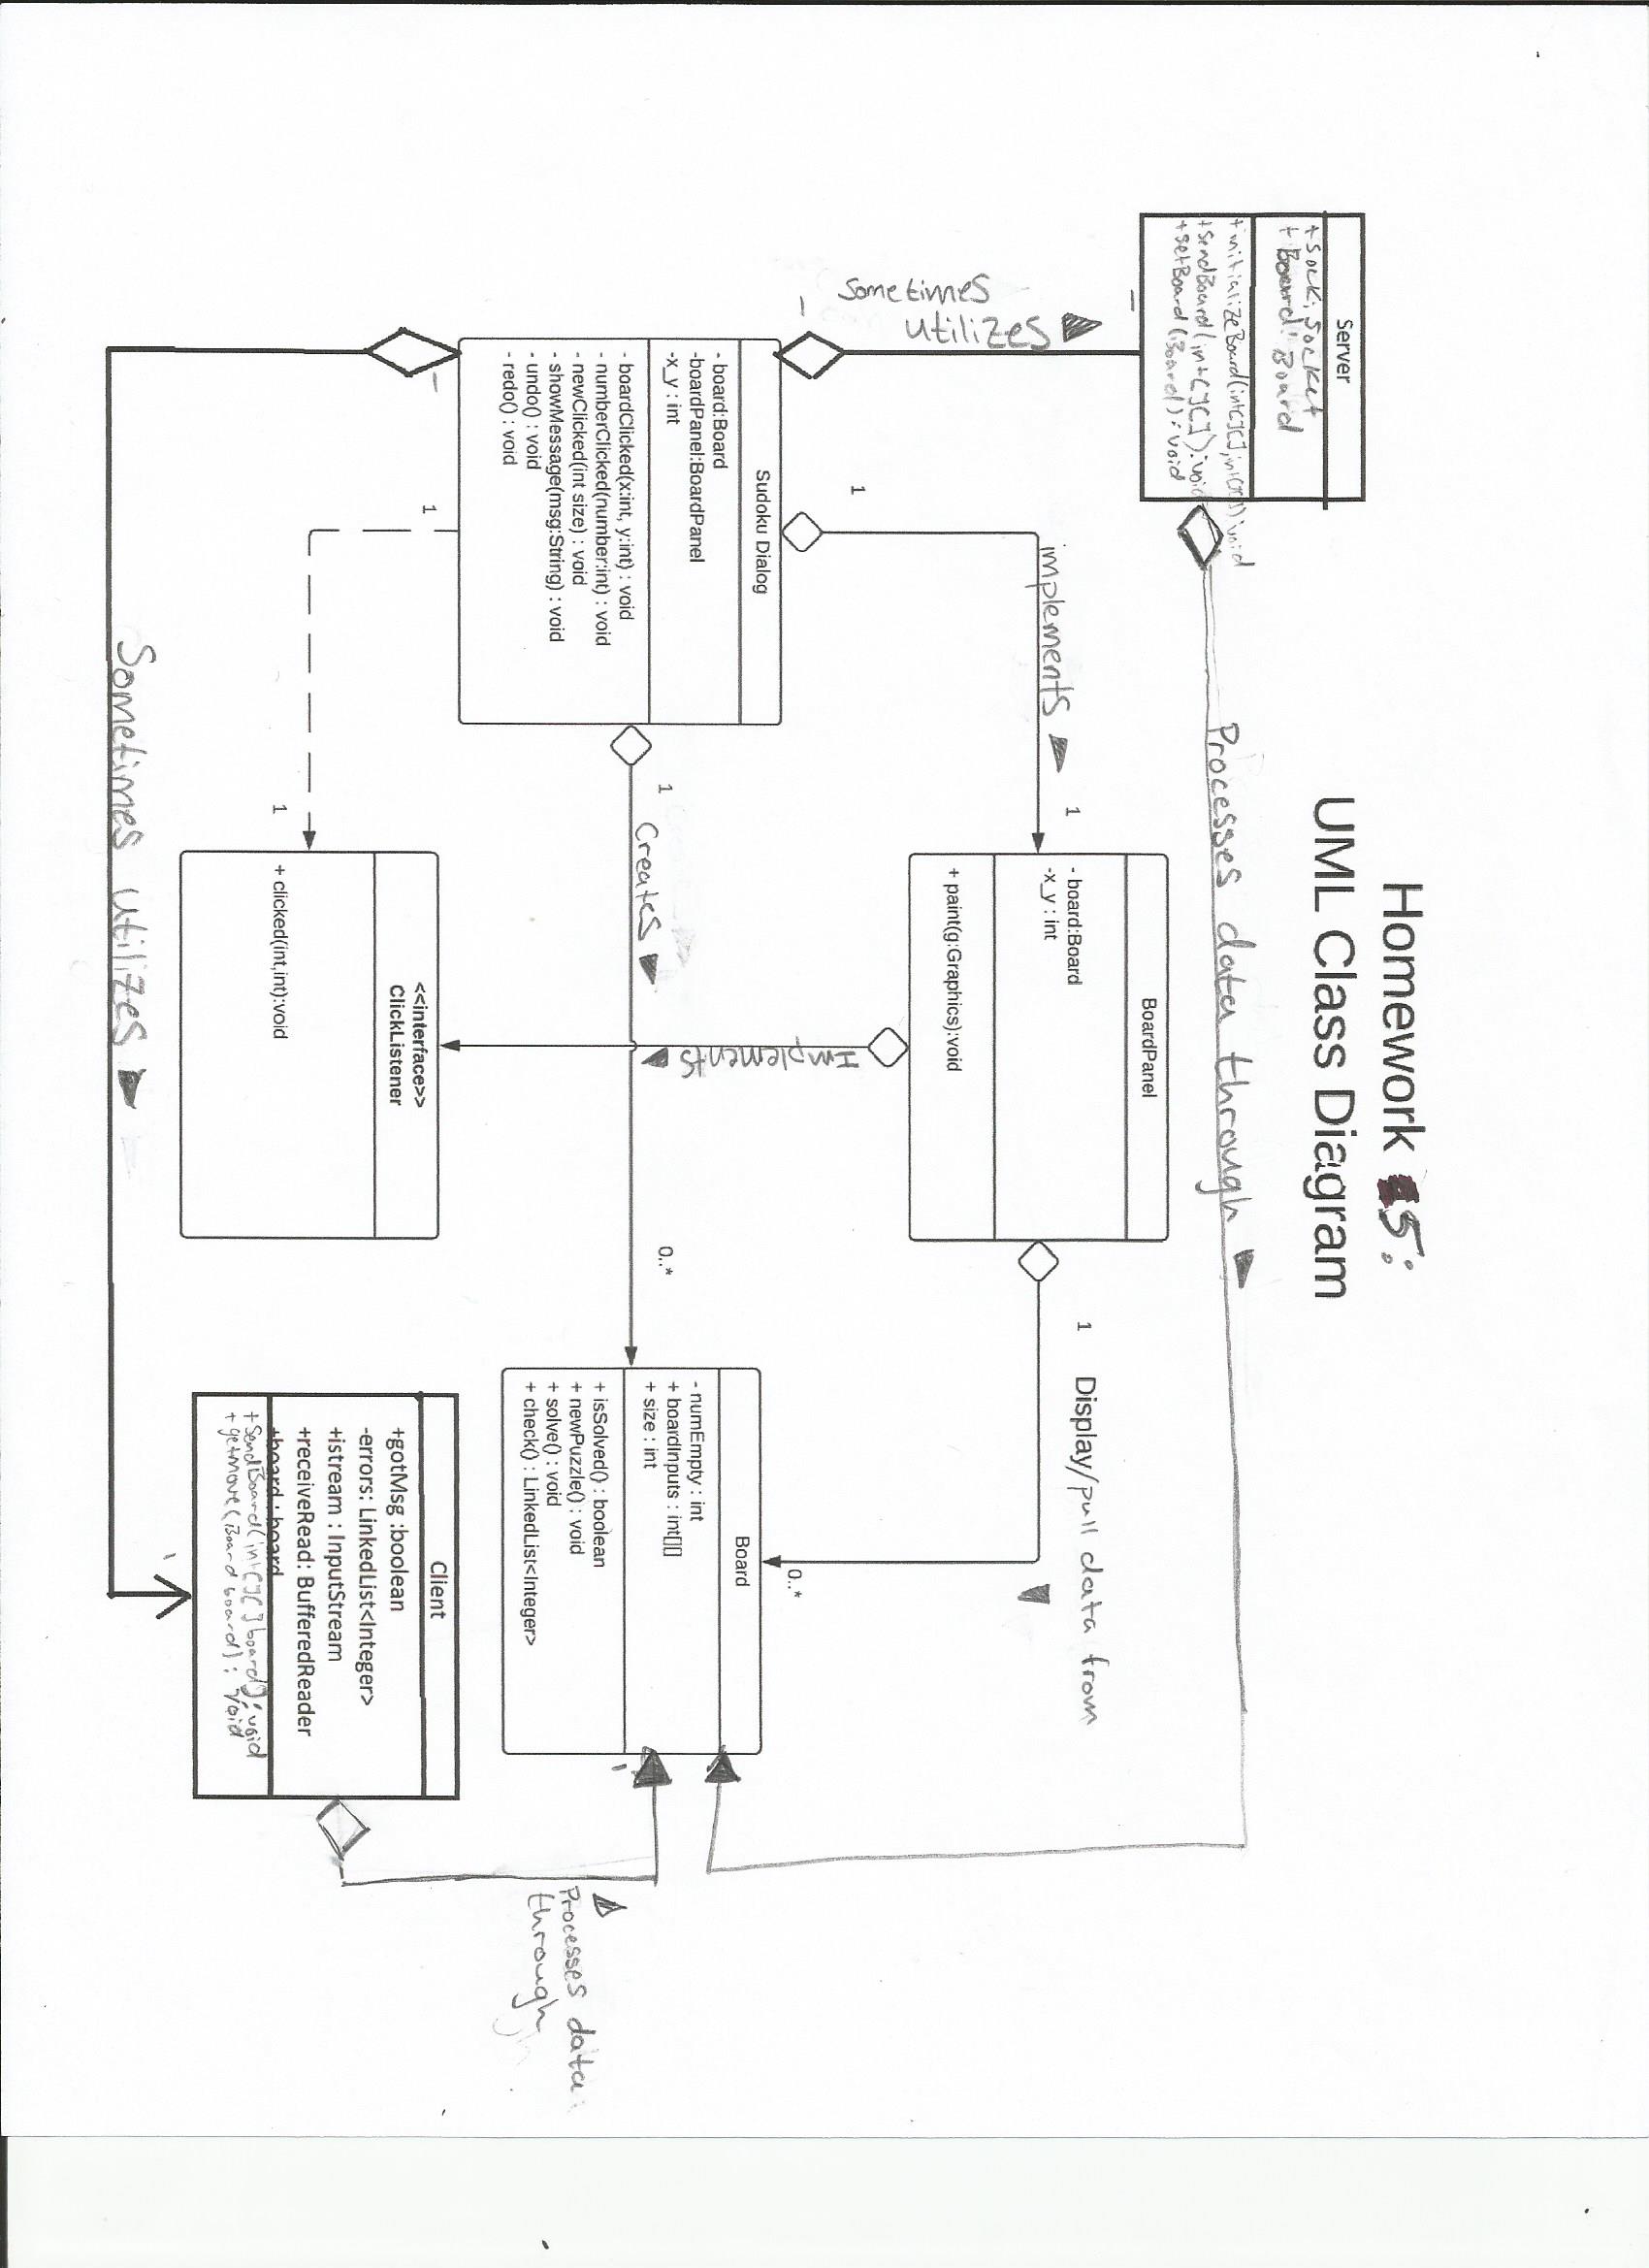 Homework 5:
UML Class Diagram
Server
+ sock: Socket
+ Board: Board
+ initializeBoard(int[][], int[][]):void
+ sendBoard(int[][]):void
+ setBoard(Board):void
Processes data through
Sometimes
utilizes
implements
1
1
BoardPanel
- board:Board
-x_y : int
+ paint(g:Graphics):void
1
Display/pull data from
0..*
Sudoku Dialog
- board:Board
-boardPanel:BoardPanel
-x_y : int
- boardClicked(x:int, y:int) : void
- numberClicked(number:int) : void
- newClicked(int size) : void
- showMessage(msg:String) : void
- undo() : void
- redo() : void
1
Creates
0..*
Implements
Board
- numEmpty : int
+ boardInputs : int[][]
+ size : int
+ isSolved() : boolean
+ newPuzzle() : void
+ solve() : void
+ check() : LinkedList<Integer>
1
1
<<interface>>
ClickListener
+ clicked(int,int):void
Client
+gotMsg :boolean
-errors: LinkedList<Integer>
+istream : InputStream
+receiveRead: BufferedReader
+board : board
+SendBoard(int[][] board):void
+getMove(Board board): void
Processes data
through
Sometimes utilizes